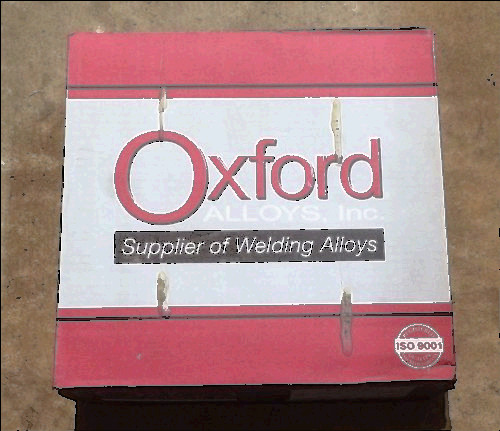 Oxford
ALLOYS, Inc.
Supplier of Welding Alloys
ISO 9001